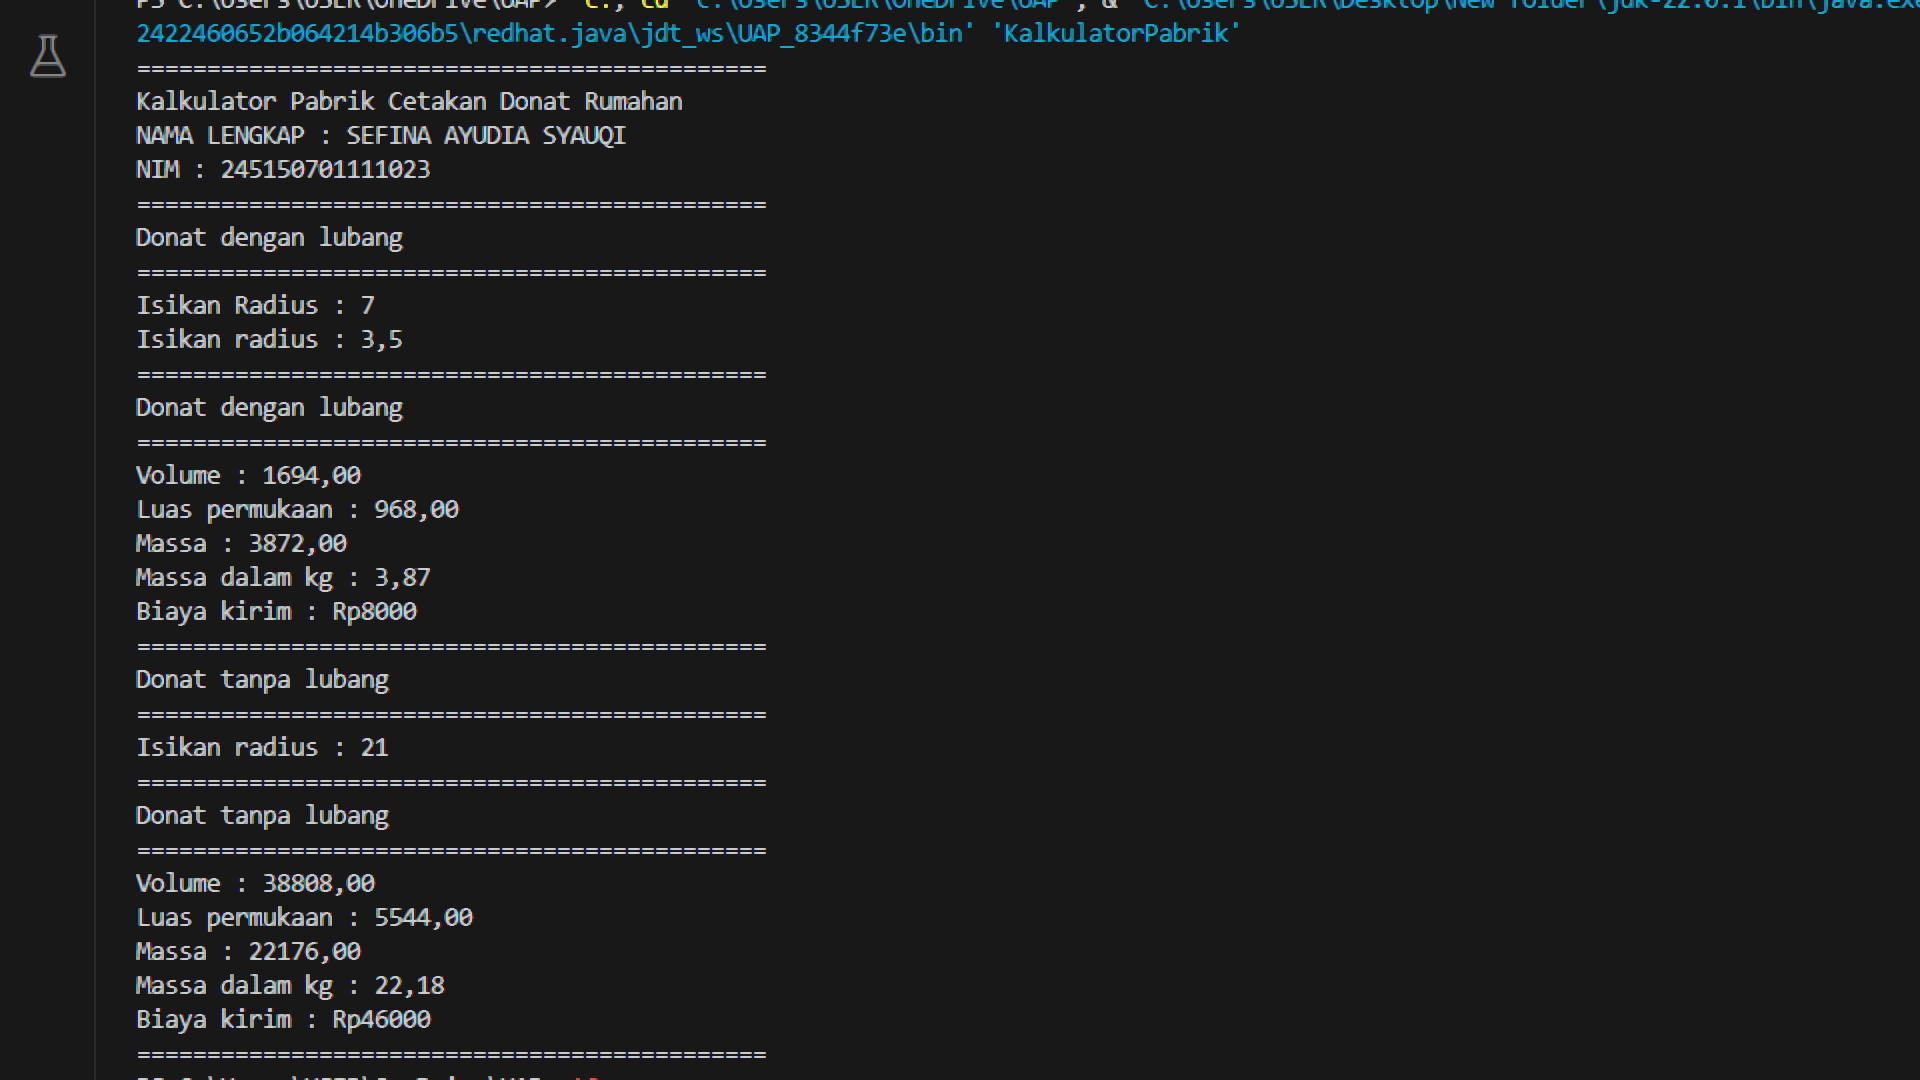 2422460652b064214b306b5\redhat.java\jdt_ws\UAP_8344f73e\bin' 'KalkulatorPabrik'
=============================================
Kalkulator Pabrik Cetakan Donat Rumahan
NAMA LENGKAP : SEFINA AYUDIA SYAUQI
NIM : 245150701111023
=============================================
Donat dengan lubang
=============================================
Isikan Radius : 7
Isikan radius : 3,5
=============================================
Donat dengan lubang
=============================================
Volume : 1694,00
Luas permukaan : 968,00
Massa : 3872,00
Massa dalam kg : 3,87
Biaya kirim : Rp8000
=============================================
Donat tanpa lubang
=============================================
Isikan radius : 21
=============================================
Donat tanpa lubang
=============================================
Volume : 38808,00
Luas permukaan : 5544,00
Massa : 22176,00
Massa dalam kg : 22,18
Biaya kirim : Rp46000
=============================================